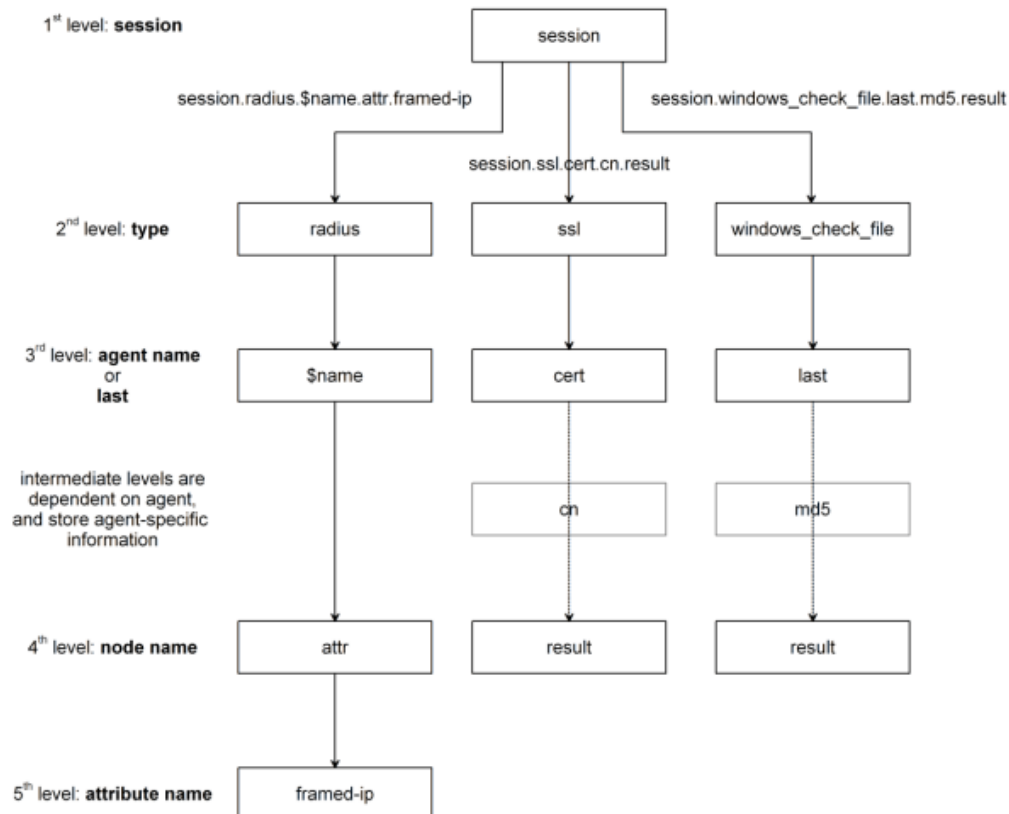 1st level: session
session
session.radius.$name.attr.framed-ip
session.windows_check_file.last.md5.result
session.ssl.cert.cn.result
2nd level: type
radius
ssl
windows_check_file
3rd level: agent name
or
last
$name
cert
last
intermediate levels are
dependent on agent,
and store agent-specific
information
cn
md5
4th level: node name
attr
result
result
5th level: attribute name
framed-ip